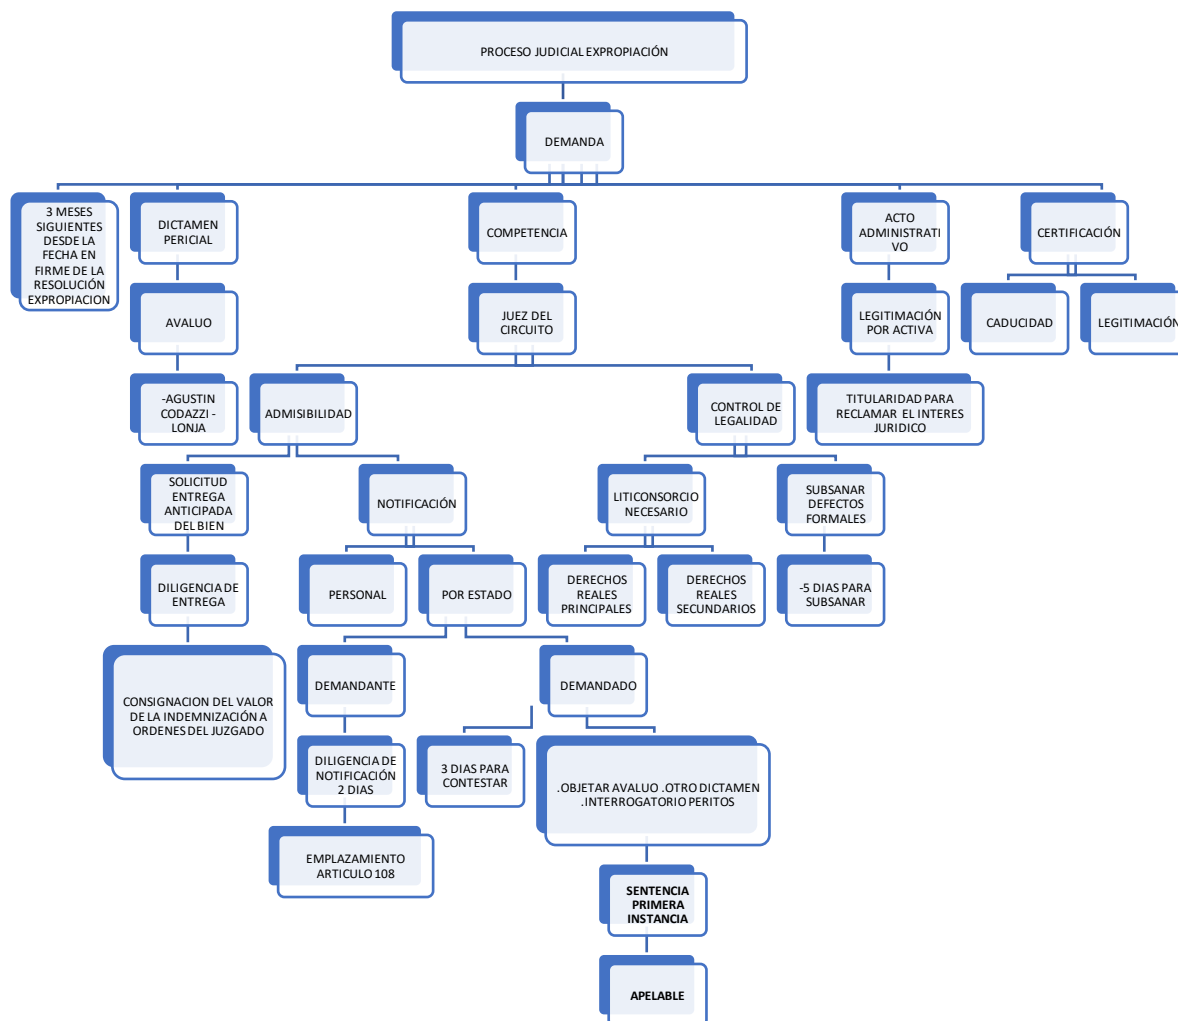 PROCESO JUDICIAL EXPROPIACIÓN
DEMANDA
3 MESES
SIGUIENTES
DESDE LA
FECHA EN
FIRME DE LA
RESOLUCIÓN
EXPROPIACION
DICTAMEN
PERICIAL
COMPETENCIA
ACTO
ADMINISTRATI
VO
CERTIFICACIÓN
AVALUO
JUEZ DEL
CIRCUITO
LEGITIMACIÓN
POR ACTIVA
CADUCIDAD
LEGITIMACIÓN
-AGUSTIN
CODAZZI -
LONJA
ADMISIBILIDAD
CONTROL DE
LEGALIDAD
TITULARIDAD PARA
RECLAMAR EL INTERES
JURIDICO
SOLICITUD
ENTREGA
ANTICIPADA
DEL BIEN
NOTIFICACIÓN
LITICONSORCIO
NECESARIO
SUBSANAR
DEFECTOS
FORMALES
DILIGENCIA DE
ENTREGA
PERSONAL
POR ESTADO
DERECHOS
REALES
PRINCIPALES
DERECHOS
REALES
SECUNDARIOS
-5 DIAS PARA
SUBSANAR
CONSIGNACION DEL VALOR
DE LA INDEMNIZACIÓN A
ORDENES DEL JUZGADO
DEMANDANTE
DEMANDADO
DILIGENCIA DE
NOTIFICACIÓN
2 DIAS
3 DIAS PARA
CONTESTAR
.OBJETAR AVALUO .OTRO DICTAMEN
.INTERROGATORIO PERITOS
EMPLAZAMIENTO
ARTICULO 108
SENTENCIA
PRIMERA
INSTANCIA
APELABLE